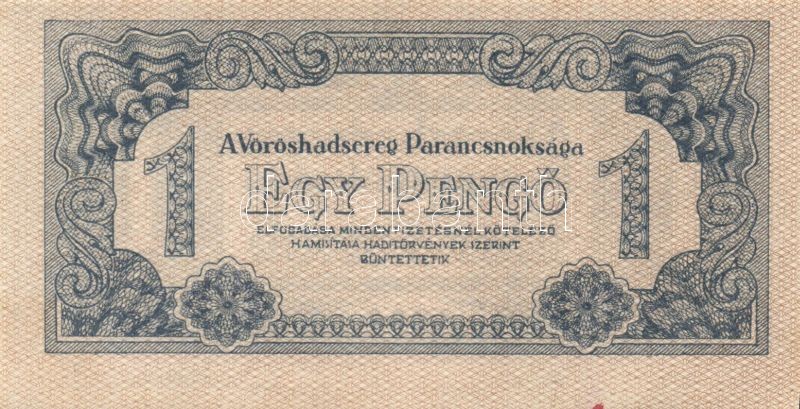 A Vöröshadsereg Parancsnoksága
1 EGY PENGŐ 1
ELFOGADÁSA MINDEN FIZETÉSNÉL KÖTELEZŐ
HAMISÍTÁSA HADITÖRVÉNYEK SZERINT
BÜNTETTETIK